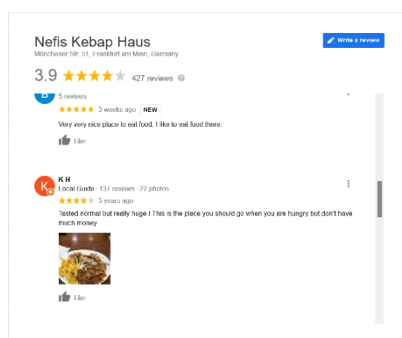 Nefis Kebap Haus
Münchener Str. 51, Frankfurt am Main, Germany
Write a review
3.9 427 reviews
5 reviews
3 weeks ago NEW
Very very nice place to eat food. I like to eat food there.
Like
K H
Local Guide · 137 reviews · 22 photos
3 years ago
Tasted normal but really huge ! This is the place you should go when you are hungry but don't have
much money
Like